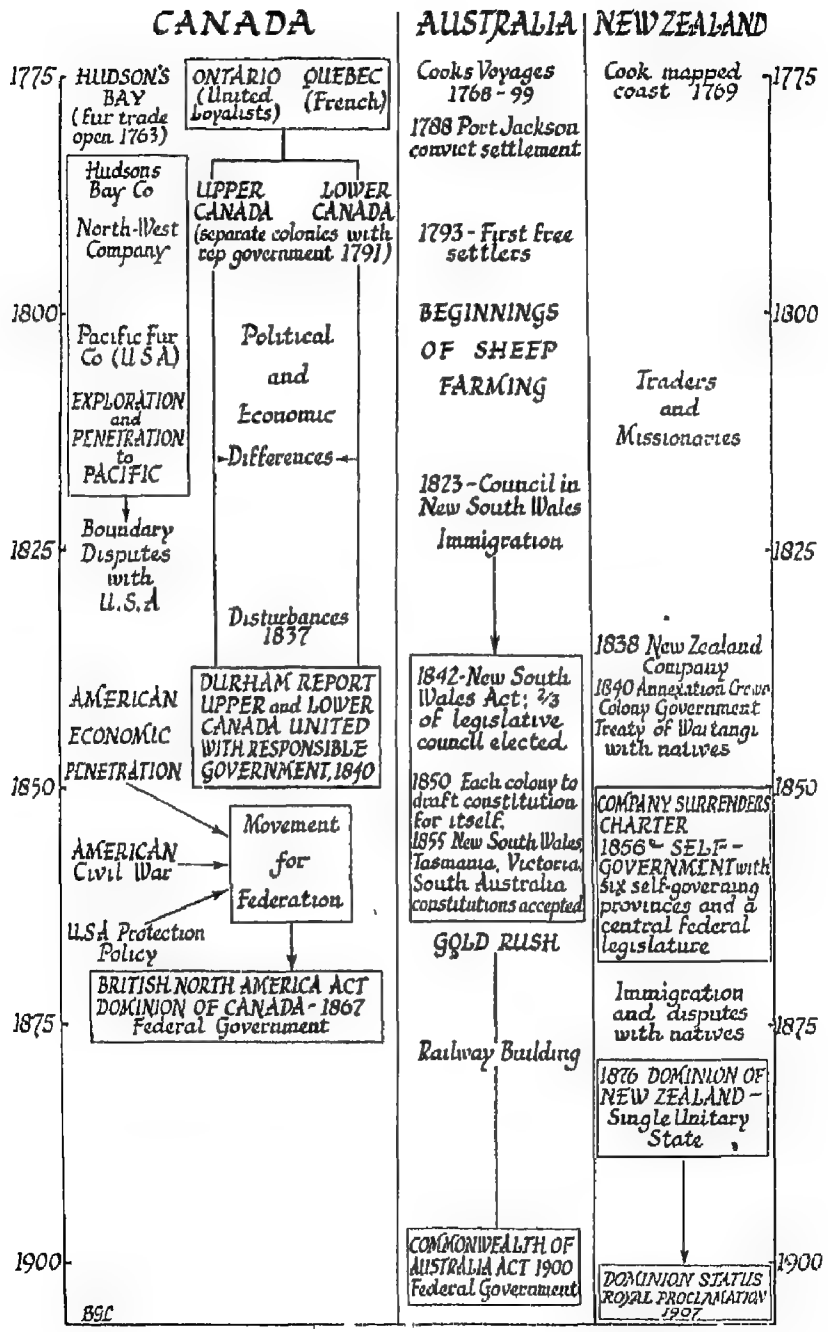 CANADA
AUSTRALIA
NEW ZEALAND
1775
HUDSON'S
BAY
(fur trade
open 1763)
Hudsons
Bay Co
North-West
Company
1800
Pacific Fur
Co (U S A)
EXPLORATION
and
PENETRATION
to
PACIFIC
Boundary
Disputes
with
U.S.A
1825
AMERICAN
ECONOMIC
PENETRATION
1850
AMERICAN
Civil War
U.S.A Protection
Policy
1875
1900
ONTARIO QUEBEC
(United (French)
Loyalists)
UPPER LOWER
CANADA CANADA
(separate colonies with
rep government 1791)
Political
and
Economic
Differences
Disturbances
1837
DURHAM REPORT
UPPER and LOWER
CANADA UNITED
WITH RESPONSIBLE
GOVERNMENT, 1840
Movement
for
Federation
BRITISH NORTH AMERICA ACT
DOMINION OF CANADA - 1867
Federal Government
BGL
Cooks Voyages
1768 - 99
1788 Port Jackson
convict settlement
1793 - First free
settlers
BEGINNINGS
OF SHEEP
FARMING
1823 - Council in
New South Wales
Immigration
1842 - New South
Wales Act; 2/3
of legislative
council elected
1850 Each colony to
draft constitution
for itself.
1855 New South Wales,
Tasmania, Victoria,
South Australia
constitutions accepted
GOLD RUSH
Railway Building
COMMONWEALTH OF
AUSTRALIA ACT 1900
Federal Government
Cook mapped
coast 1769
1775
1800
Traders
and
Missionaries
1825
1838 New Zealand
Company
1840 Annexation Crown
Colony Government
Treaty of Waitangi
with natives
1850
COMPANY SURRENDERS
CHARTER
1856 - SELF -
GOVERNMENT with
six self-governing
provinces and a
central federal
legislature
Immigration
and disputes
with natives
1875
1876 DOMINION OF
NEW ZEALAND -
Single Unitary
State
1900
DOMINION STATUS
ROYAL PROCLAMATION
1907